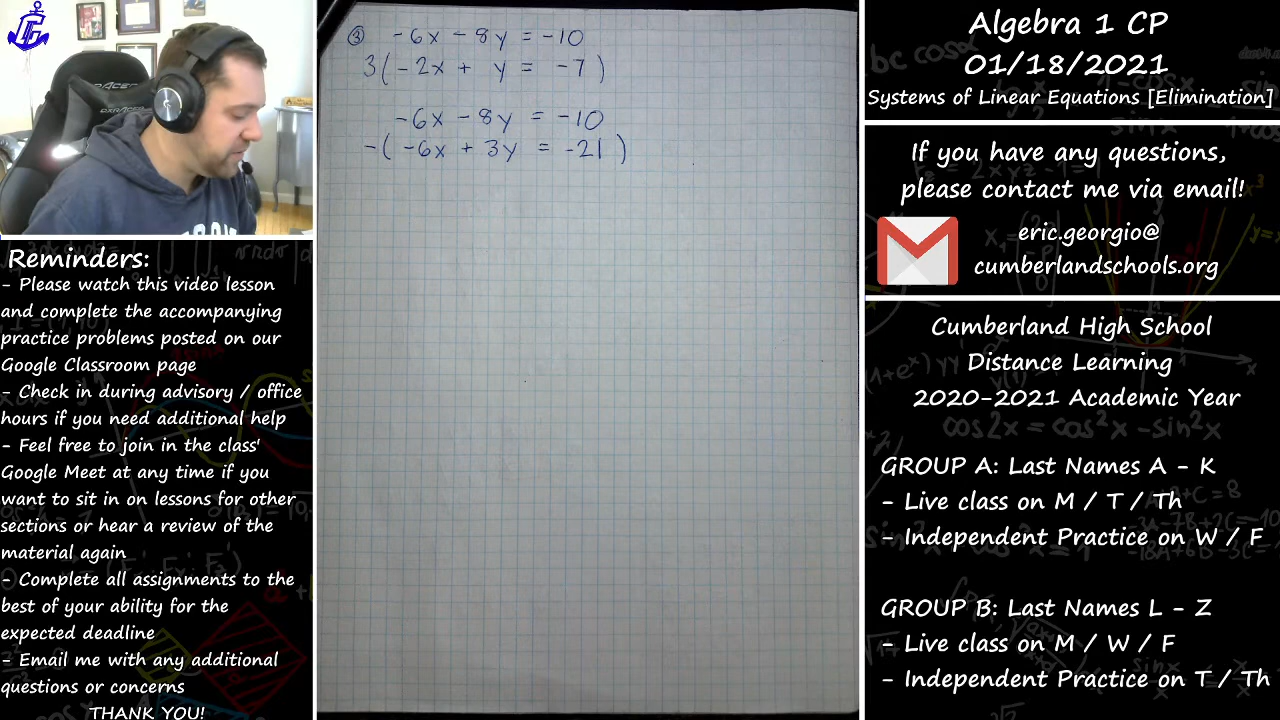 ③ -6x - 8y = -10
3(-2x + y = -7)
-6x - 8y = -10
-(-6x + 3y = -21)
Algebra 1 CP
01/18/2021
Systems of Linear Equations [Elimination]
If you have any questions,
please contact me via email!
eric.georgio@
cumberlandschools.org
Reminders:
- Please watch this video lesson
and complete the accompanying
practice problems posted on our
Google Classroom page
- Check in during advisory / office
hours if you need additional help
- Feel free to join in the class'
Google Meet at any time if you
want to sit in on lessons for other
sections or hear a review of the
material again
- Complete all assignments to the
best of your ability for the
expected deadline
- Email me with any additional
questions or concerns
THANK YOU!
Cumberland High School
Distance Learning
2020-2021 Academic Year
cos2x = cos²x - sin²x
GROUP A: Last Names A - K
- Live class on M / T / Th
- Independent Practice on W / F
GROUP B: Last Names L - Z
- Live class on M / W / F
- Independent Practice on T / Th